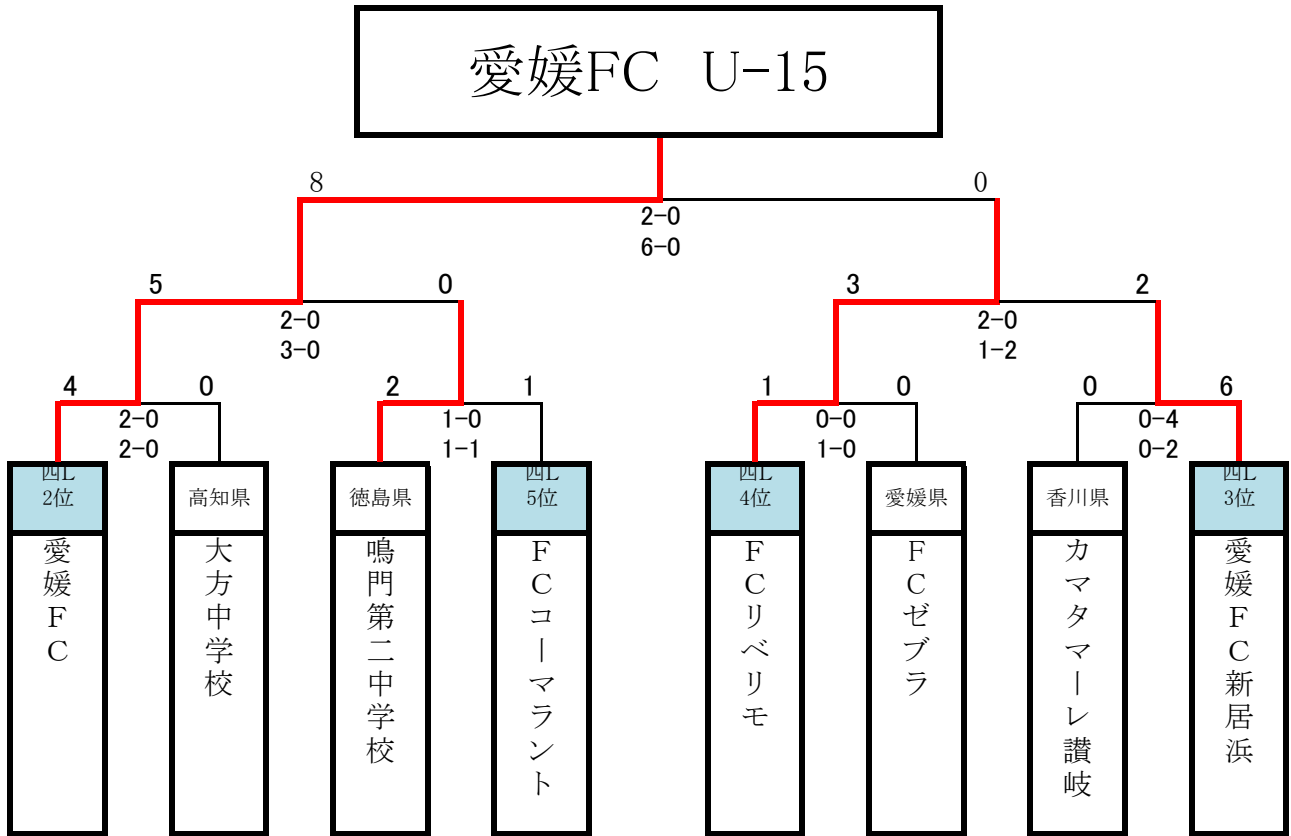 愛媛FC U-15
8
0
2-0
6-0
5
0
3
2
2-0
3-0
2-0
1-2
4
0
2
1
1
0
0
6
2-0
2-0
1-0
1-1
0-0
1-0
0-4
0-2
四L
2位
高知県
徳島県
四L
5位
四L
4位
愛媛県
香川県
四L
3位
愛媛FC
大方中学校
鳴門第二中学校
FCコーマラント
FCリベリモ
FCゼブラ
カマタマーレ讃岐
愛媛FC新居浜